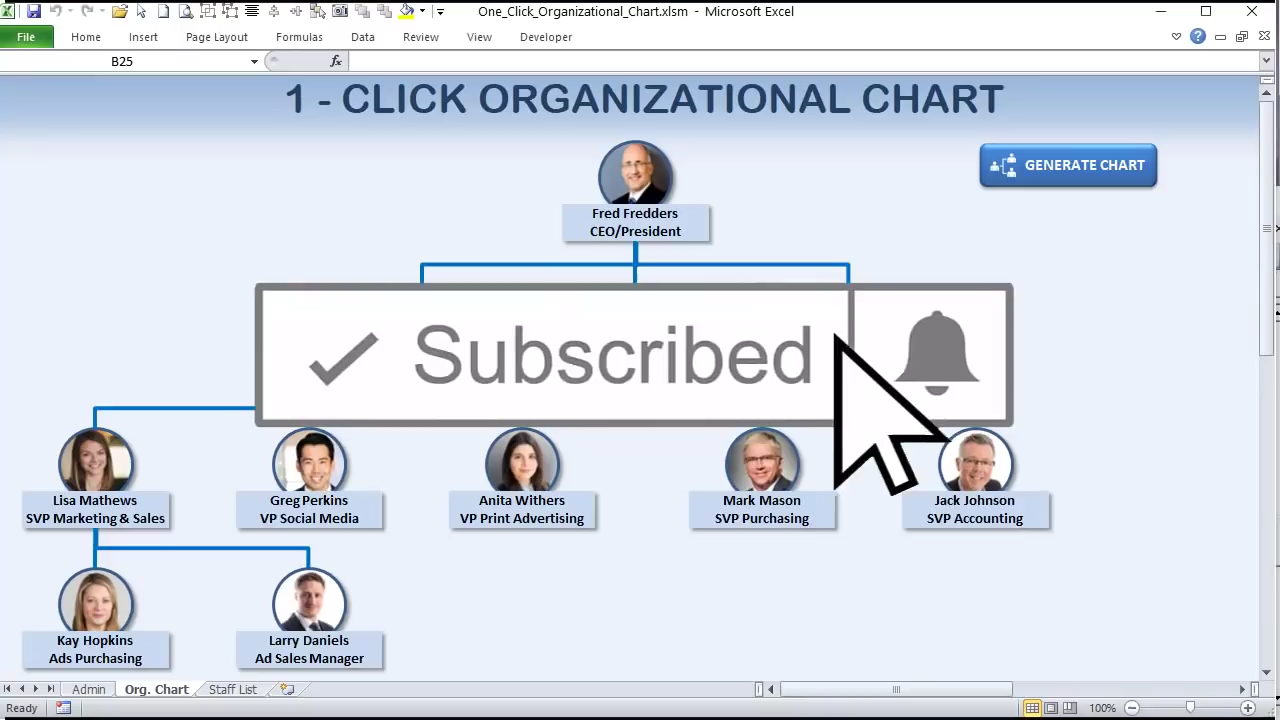 One_Click_Organizational_Chart.xlsm - Microsoft Excel
File Home Insert Page Layout Formulas Data Review View Developer
B25 fx
1 - CLICK ORGANIZATIONAL CHART
GENERATE CHART
Fred Fredders
CEO/President
Subscribed
Lisa Mathews
SVP Marketing & Sales
Greg Perkins
VP Social Media
Anita Withers
VP Print Advertising
Mark Mason
SVP Purchasing
Jack Johnson
SVP Accounting
Kay Hopkins
Ads Purchasing
Larry Daniels
Ad Sales Manager
Admin Org. Chart Staff List
Ready 100%